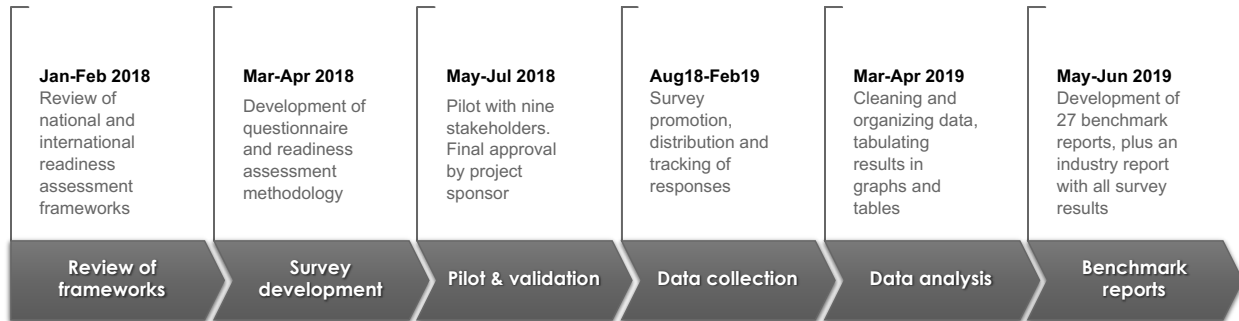 Jan-Feb 2018
Review of
national and
international
readiness
assessment
frameworks
Mar-Apr 2018
Development of
questionnaire
and readiness
assessment
methodology
May-Jul 2018
Pilot with nine
stakeholders.
Final approval
by project
sponsor
Aug18-Feb19
Survey
promotion,
distribution and
tracking of
responses
Mar-Apr 2019
Cleaning and
organizing data,
tabulating
results in
graphs and
tables
May-Jun 2019
Development of
27 benchmark
reports, plus an
industry report
with all survey
results
Review of
frameworks
Survey
development
Pilot & validation
Data collection
Data analysis
Benchmark
reports